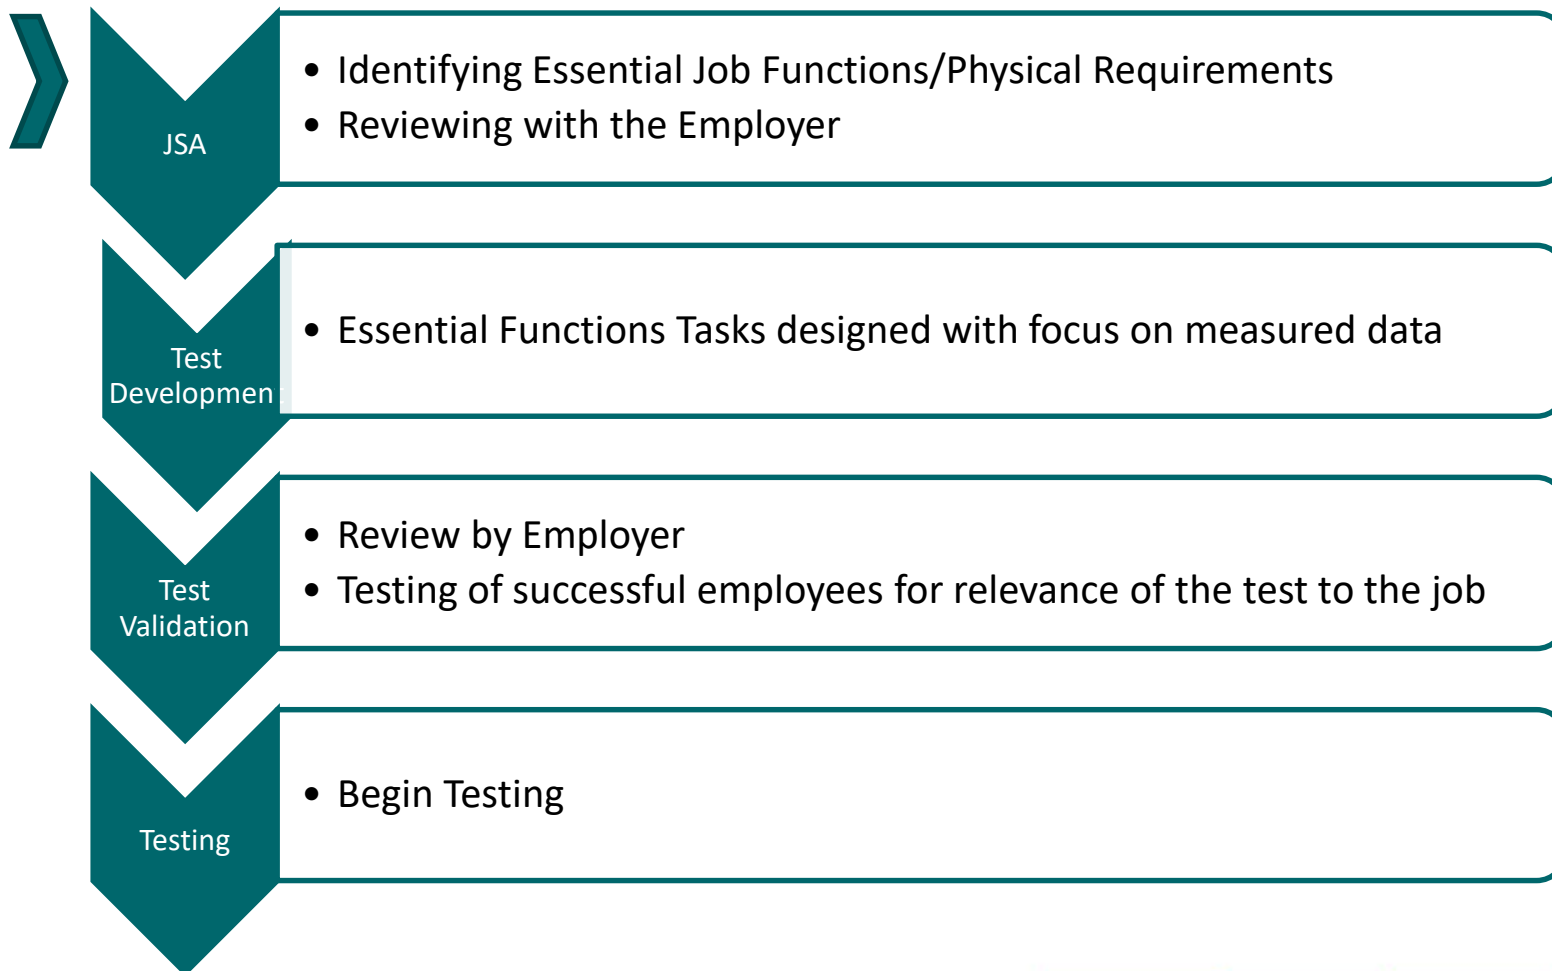 JSA
• Identifying Essential Job Functions/Physical Requirements
• Reviewing with the Employer
Test
Development
• Essential Functions Tasks designed with focus on measured data
Test
Validation
• Review by Employer
• Testing of successful employees for relevance of the test to the job
Testing
• Begin Testing